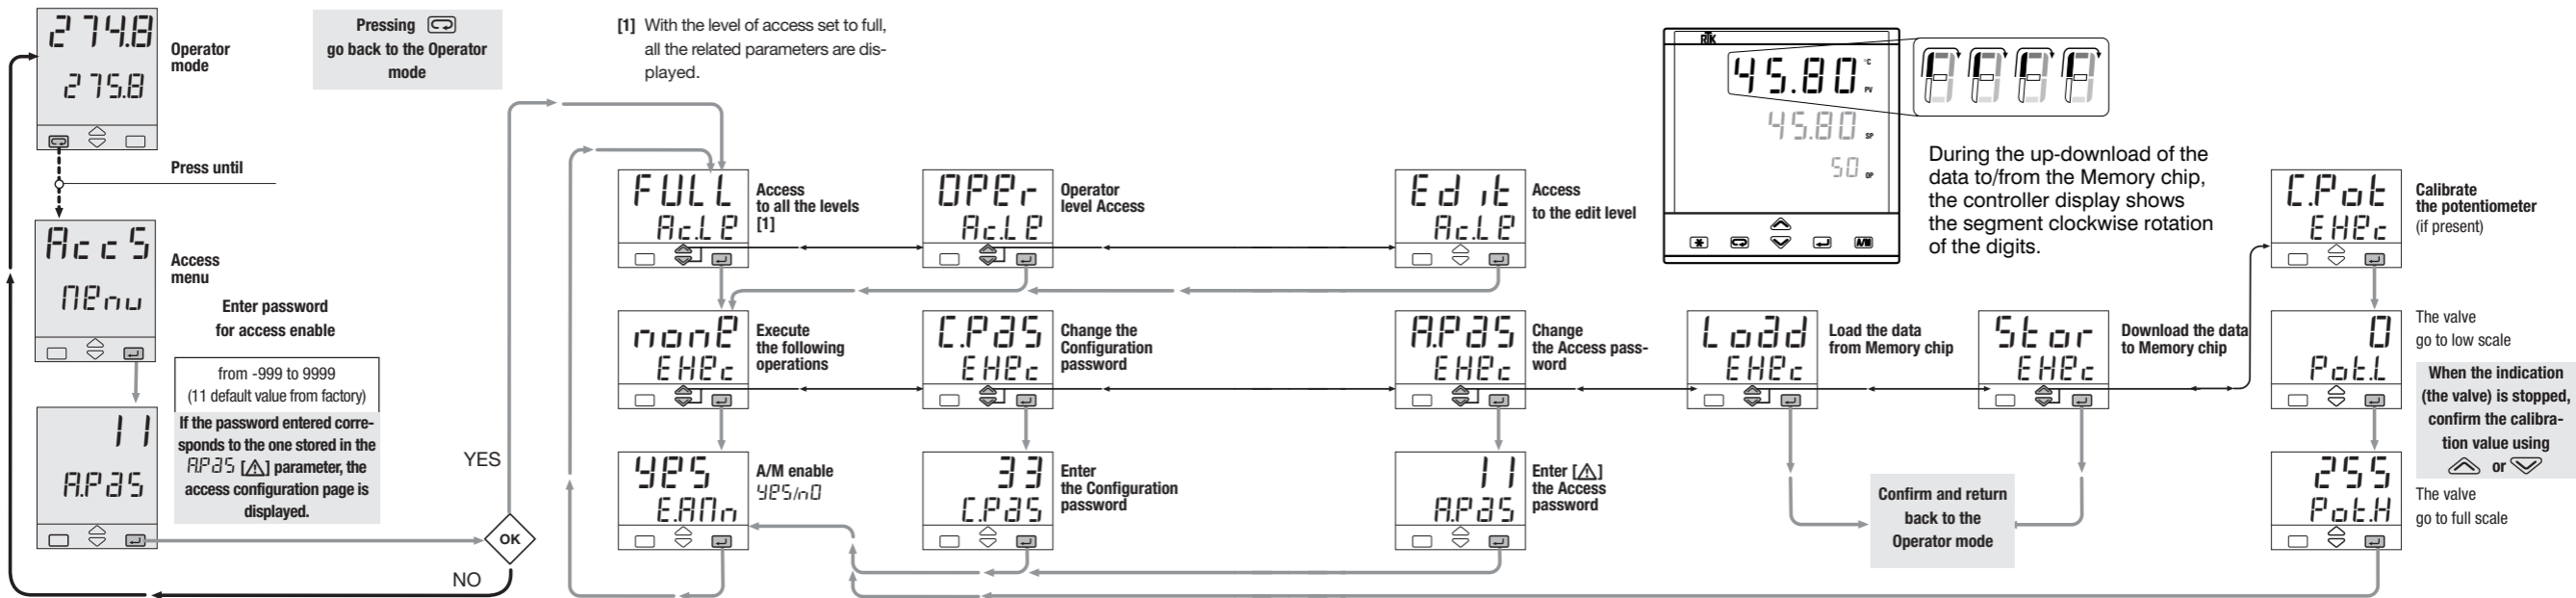 274.8
275.8
Operator
mode
Pressing
go back to the Operator
mode
[1] With the level of access set to full,
all the related parameters are dis-
played.
Press until
AccS
Menu
Access
menu
Enter password
for access enable
from -999 to 9999
(11 default value from factory)
If the password entered corre-
sponds to the one stored in the
A.PaS [⚠] parameter, the
access configuration page is
displayed.
11
A.PaS
YES
OK
NO
FULL
Ac.Le
Access
to all the levels
[1]
OPEr
Ac.Le
Operator
level Access
Edit
Ac.Le
Access
to the edit level
RTK
45.80 °C
PV
45.80 SP
50 OP
A/M
During the up-download of the
data to/from the Memory chip,
the controller display shows
the segment clockwise rotation
of the digits.
none
EHec
Execute
the following
operations
C.PaS
EHec
Change the
Configuration
password
A.PaS
EHec
Change
the Access pass-
word
Load
EHec
Load the data
from Memory chip
Stor
EHec
Download the data
to Memory chip
C.Pot
EHec
Calibrate
the potentiometer
(if present)
0
Pot.L
The valve
go to low scale
When the indication
(the valve) is stopped,
confirm the calibra-
tion value using
or
255
Pot.H
The valve
go to full scale
YeS
E.AMn
A/M enable
YeS/nO
33
C.PaS
Enter
the Configuration
password
11
A.PaS
Enter [⚠]
the Access
password
Confirm and return
back to the
Operator mode